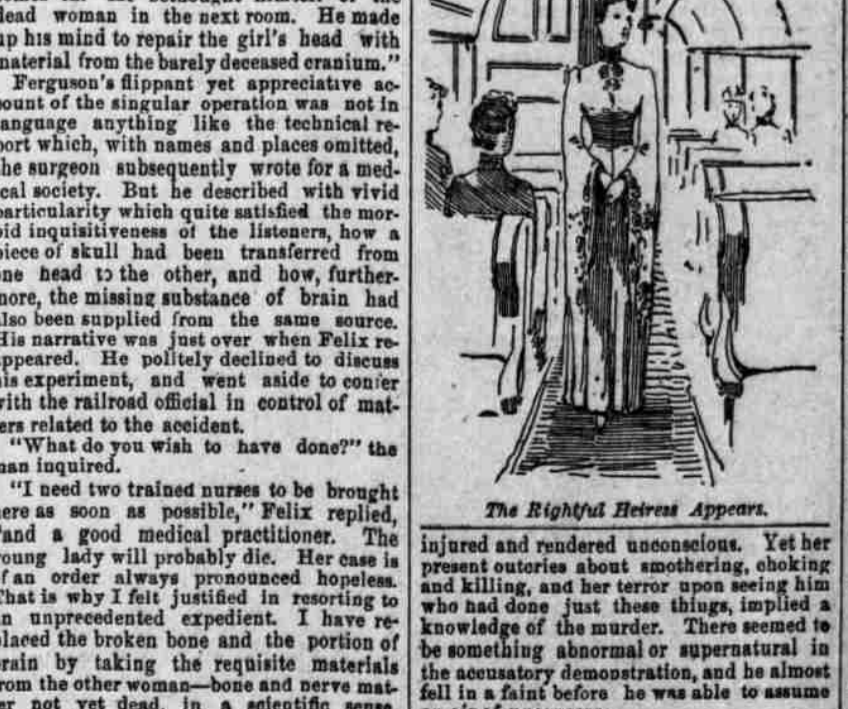 dead woman in the next room. He made
up his mind to repair the girl's head with
material from the barely deceased cranium."
Ferguson's flippant yet appreciative ac-
count of the singular operation was not in
language anything like the technical re-
port which, with names and places omitted,
the surgeon subsequently wrote for a med-
ical society. But he described with vivid
particularity which quite satisfied the mor-
bid inquisitiveness of the listeners, how a
piece of skull had been transferred from
one head to the other, and how, further-
more, the missing substance of brain had
also been supplied from the same source.
His narrative was just over when Felix re-
appeared. He politely declined to discuss
his experiment, and went aside to confer
with the railroad official in control of mat-
ters related to the accident.
"What do you wish to have done?" the
man inquired.
"I need two trained nurses to be brought
here as soon as possible," Felix replied,
"and a good medical practitioner. The
young lady will probably die. Her case is
of an order always pronounced hopeless.
That is why I felt justified in resorting to
an unprecedented expedient. I have re-
placed the broken bone and the portion of
brain by taking the requisite materials
from the other woman—bone and nerve mat-
ter not yet dead, in a scientific sense,
The Rightful Heiress Appears.
injured and rendered unconscious. Yet her
present outcries about smothering, choking
and killing, and her terror upon seeing him
who had done just these things, implied a
knowledge of the murder. There seemed to
be something abnormal or supernatural in
the accusatory demonstration, and he almost
fell in a faint before he was able to assume